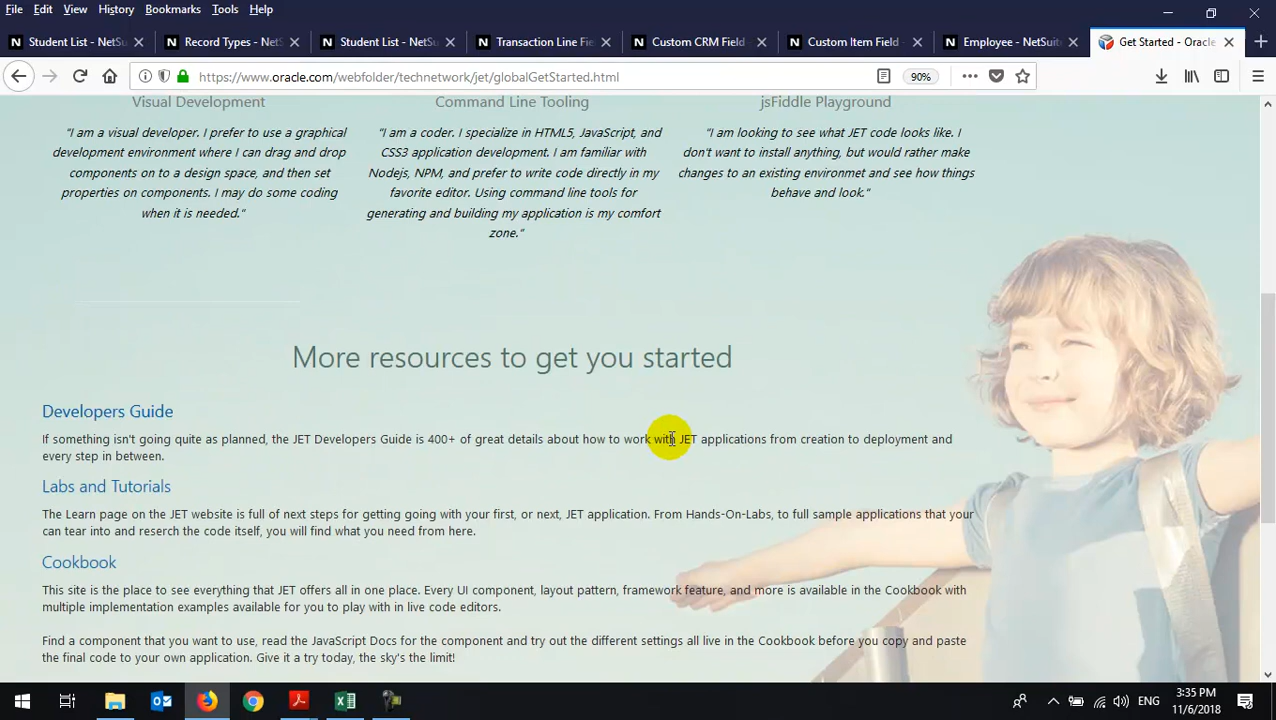 File Edit View History Bookmarks Tools Help
Student List - NetSu
Record Types - NetS
Student List - NetSu
Transaction Line F
Custom CRM Field -
Custom Item Field
Employee - NetSuit
Get Started - Oracle
https://www.oracle.com/webfolder/technetwork/jet/globalGetStarted.html
90%
Visual Development
"I am a visual developer. I prefer to use a graphical
development environment where I can drag and drop
components on to a design space, and then set
properties on components. I may do some coding
when it is needed."
Command Line Tooling
"I am a coder. I specialize in HTML5, JavaScript, and
CSS3 application development. I am familiar with
Nodejs, NPM, and prefer to write code directly in my
favorite editor. Using command line tools for
generating and building my application is my comfort
zone."
jsFiddle Playground
"I am looking to see what JET code looks like. I
don't want to install anything, but would rather make
changes to an existing environmet and see how things
behave and look."
More resources to get you started
Developers Guide
If something isn't going quite as planned, the JET Developers Guide is 400+ of great details about how to work with JET applications from creation to deployment and
every step in between.
Labs and Tutorials
The Learn page on the JET website is full of next steps for getting going with your first, or next, JET application. From Hands-On-Labs, to full sample applications that your
can tear into and reserch the code itself, you will find what you need from here.
Cookbook
This site is the place to see everything that JET offers all in one place. Every UI component, layout pattern, framework feature, and more is available in the Cookbook with
multiple implementation examples available for you to play with in live code editors.
Find a component that you want to use, read the JavaScript Docs for the component and try out the different settings all live in the Cookbook before you copy and paste
the final code to your own application. Give it a try today, the sky's the limit!
ENG
3:35 PM
11/6/2018